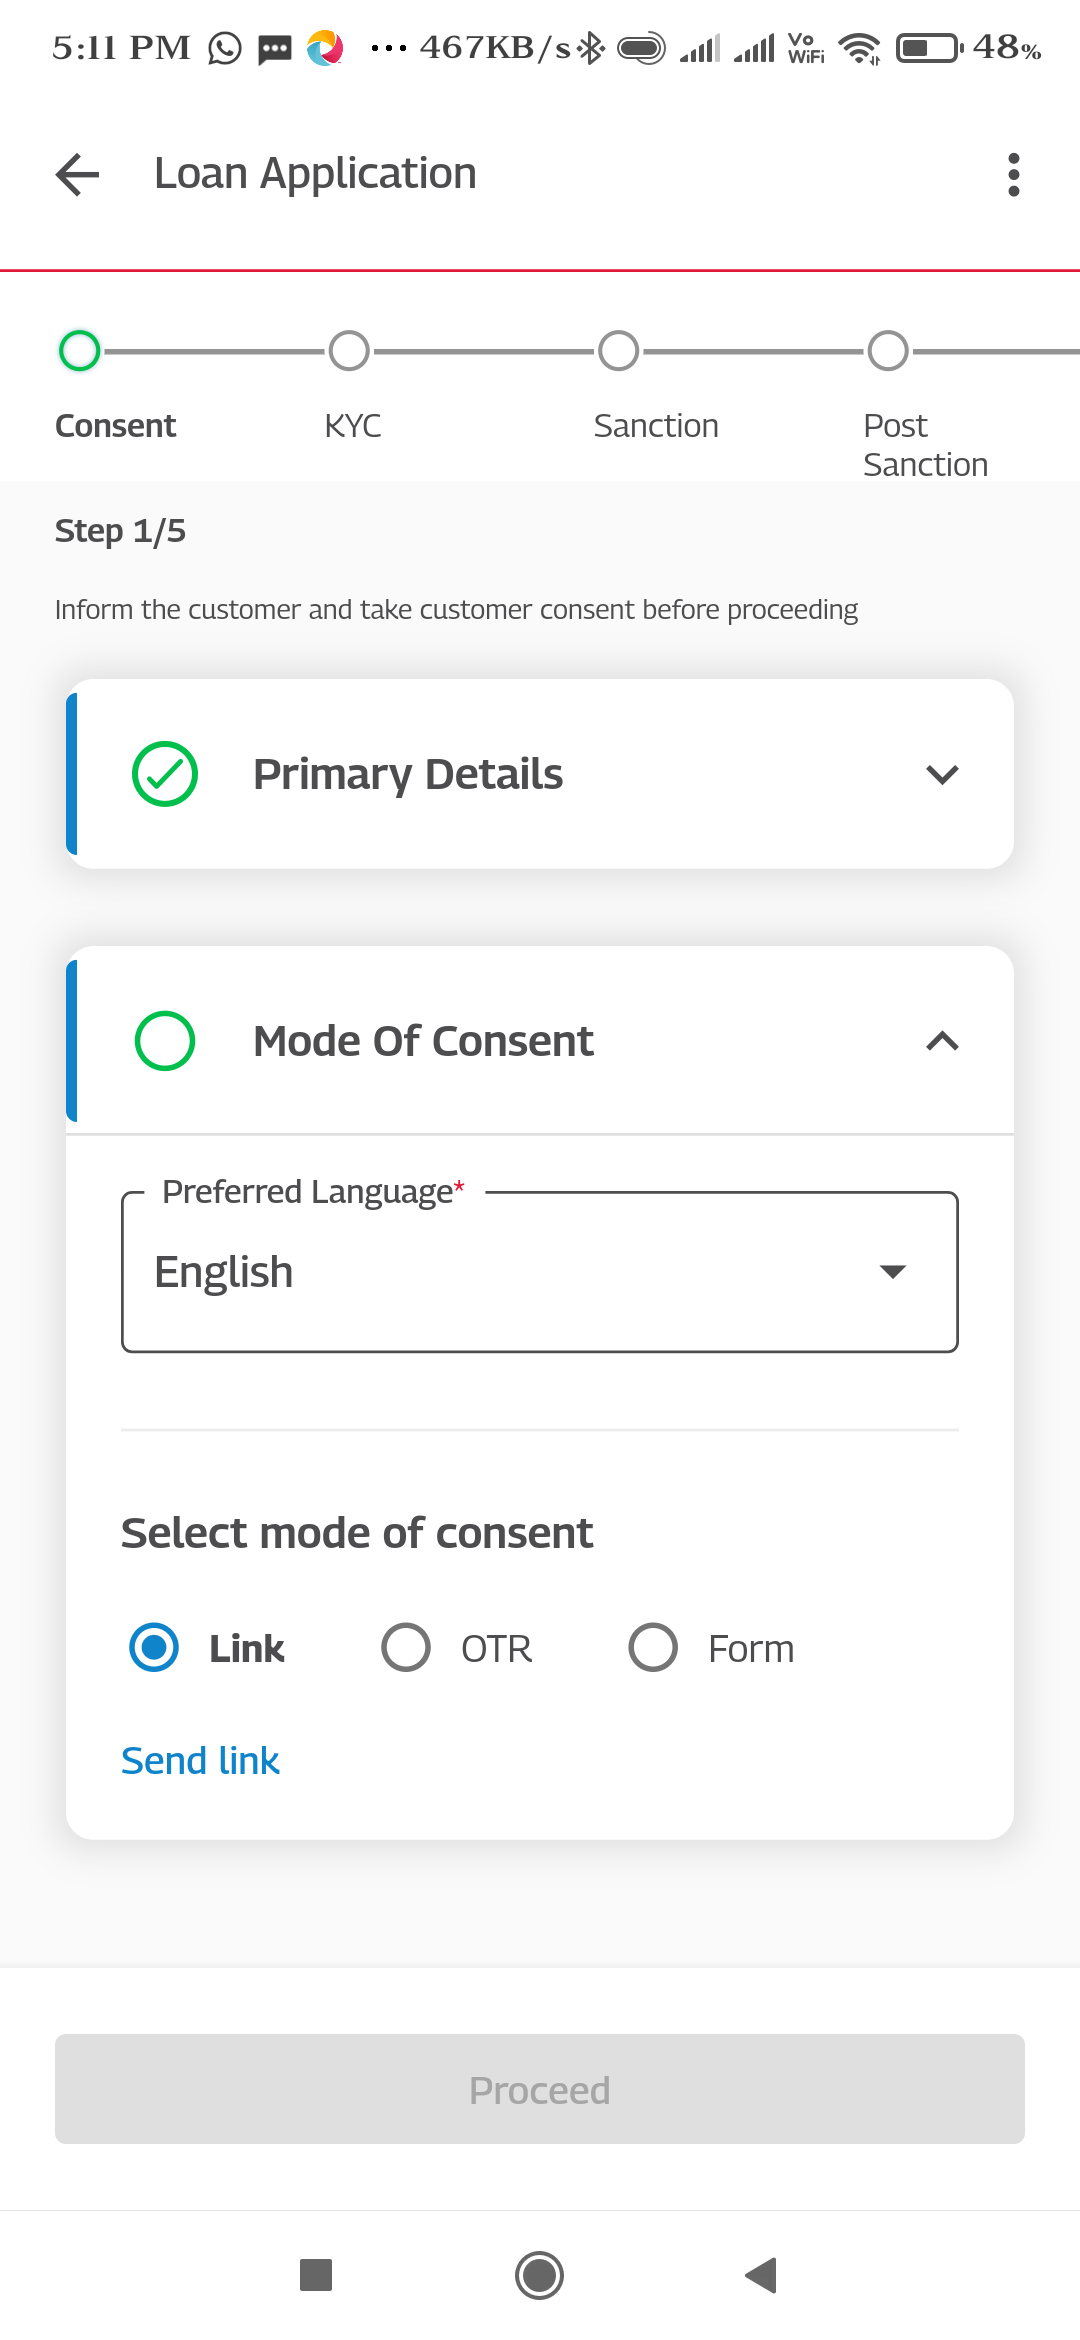 5:11 PM 467KB/s Vo WiFi 48%
Loan Application
Consent KYC Sanction Post Sanction
Step 1/5
Inform the customer and take customer consent before proceeding
Primary Details
Mode Of Consent
Preferred Language*
English
Select mode of consent
Link OTR Form
Send link
Proceed